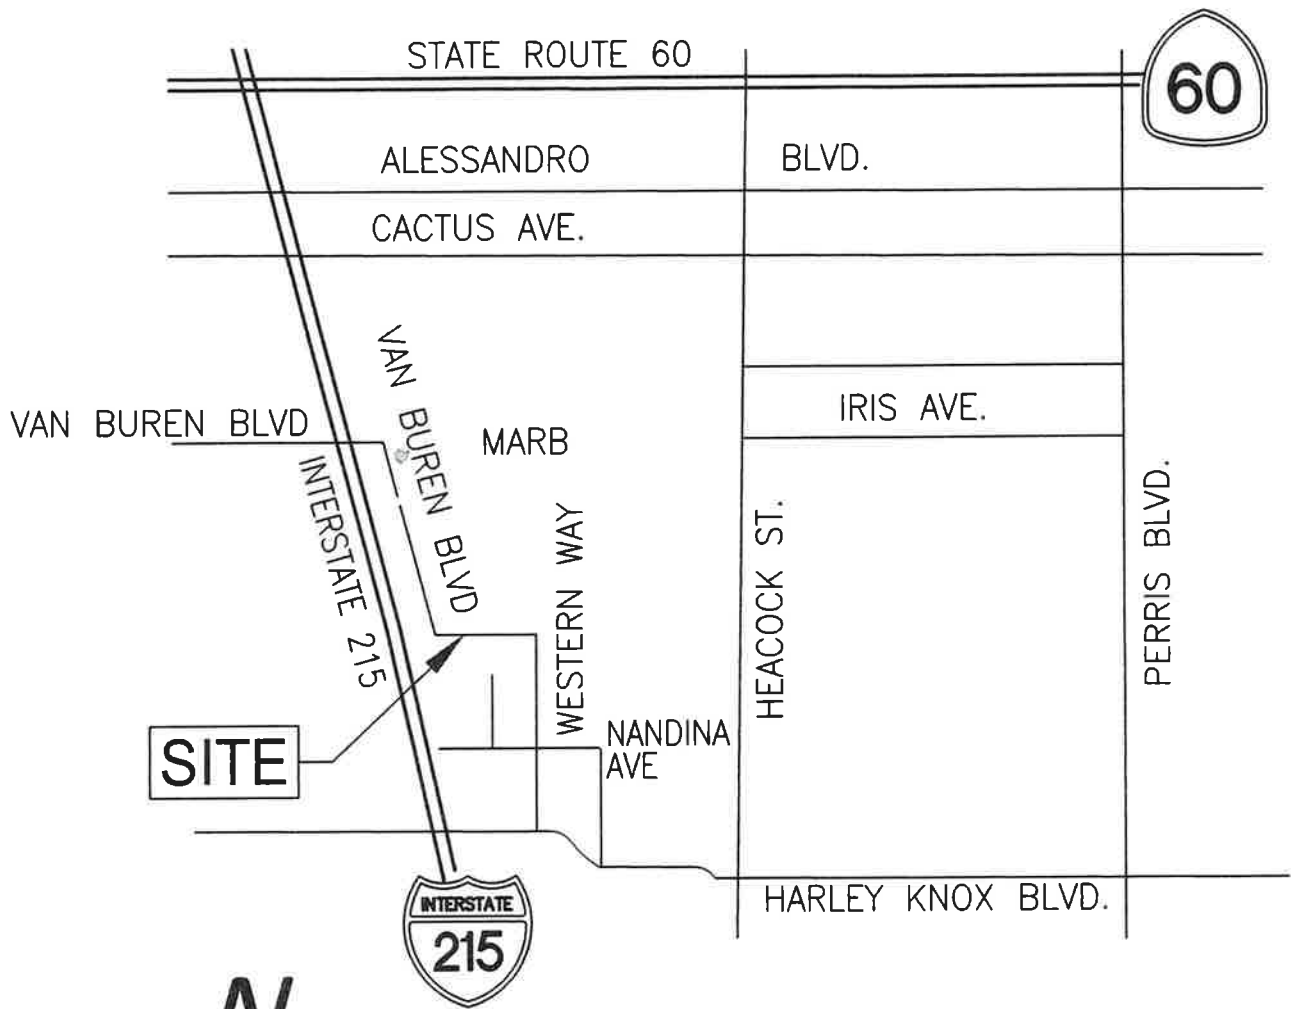 STATE ROUTE 60
60
ALESSANDRO BLVD.
CACTUS AVE.
VAN BUREN BLVD
VAN BUREN BLVD
MARB
IRIS AVE.
INTERSTATE 215
WESTERN WAY
HEACOCK ST.
PERRIS BLVD.
NANDINA
AVE
SITE
HARLEY KNOX BLVD.
INTERSTATE
215
N